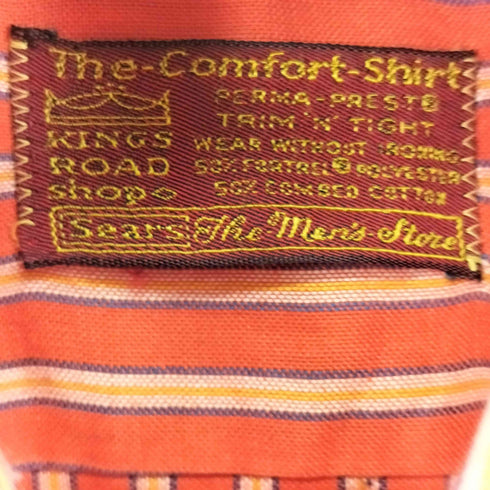 The-Comfort-Shirt
KINGS
ROAD
shop
PERMA-PREST®
TRIM 'N' TIGHT
WEAR WITHOUT IRONING
50% FORTREL® POLYESTER
50% COMBED COTTON
Sears The Men's Store